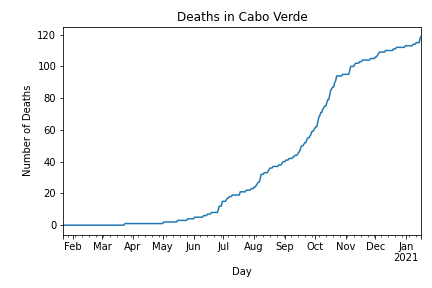 Deaths in Cabo Verde
120
100
80
60
40
20
0
Number of Deaths
Feb Mar Apr May Jun Jul Aug Sep Oct Nov Dec Jan
2021
Day